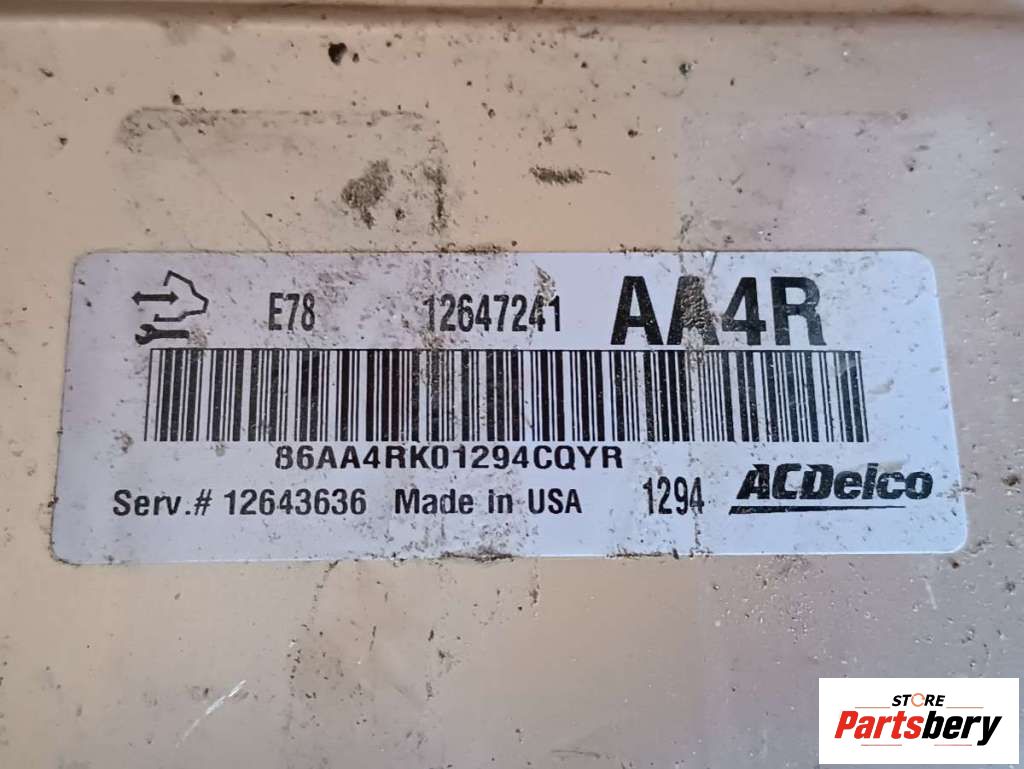 E78 12647241 AA4R
86AA4RK01294CQYR
Serv.# 12643636 Made in USA 1294 ACDelco
STORE
Partsbery